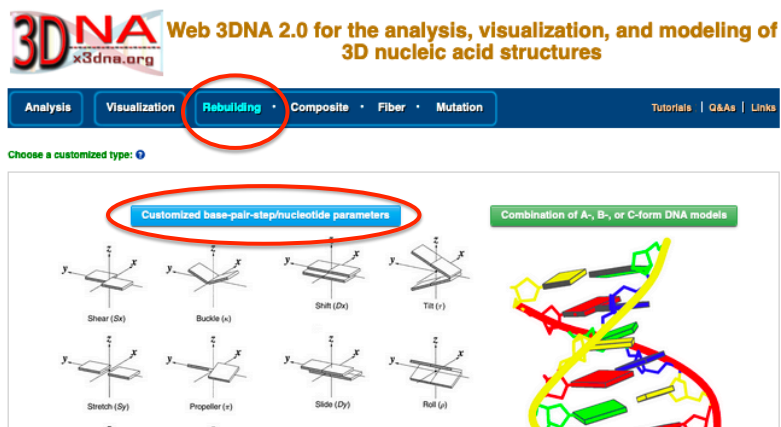 3DNA
x3dna.org
Web 3DNA 2.0 for the analysis, visualization, and modeling of
3D nucleic acid structures
Analysis Visualization Rebuilding · Composite · Fiber · Mutation Tutorials | Q&As | Links
Choose a customized type: ?
Customized base-pair-step/nucleotide parameters Combination of A-, B-, or C-form DNA models
z z z z
y x y x y x y x
Shear (Sx) Buckle (κ) Shift (Dx) Tilt (τ)
z z z z
y x y x y x y x
Stretch (Sy) Propeller (π) Slide (Dy) Roll (ρ)